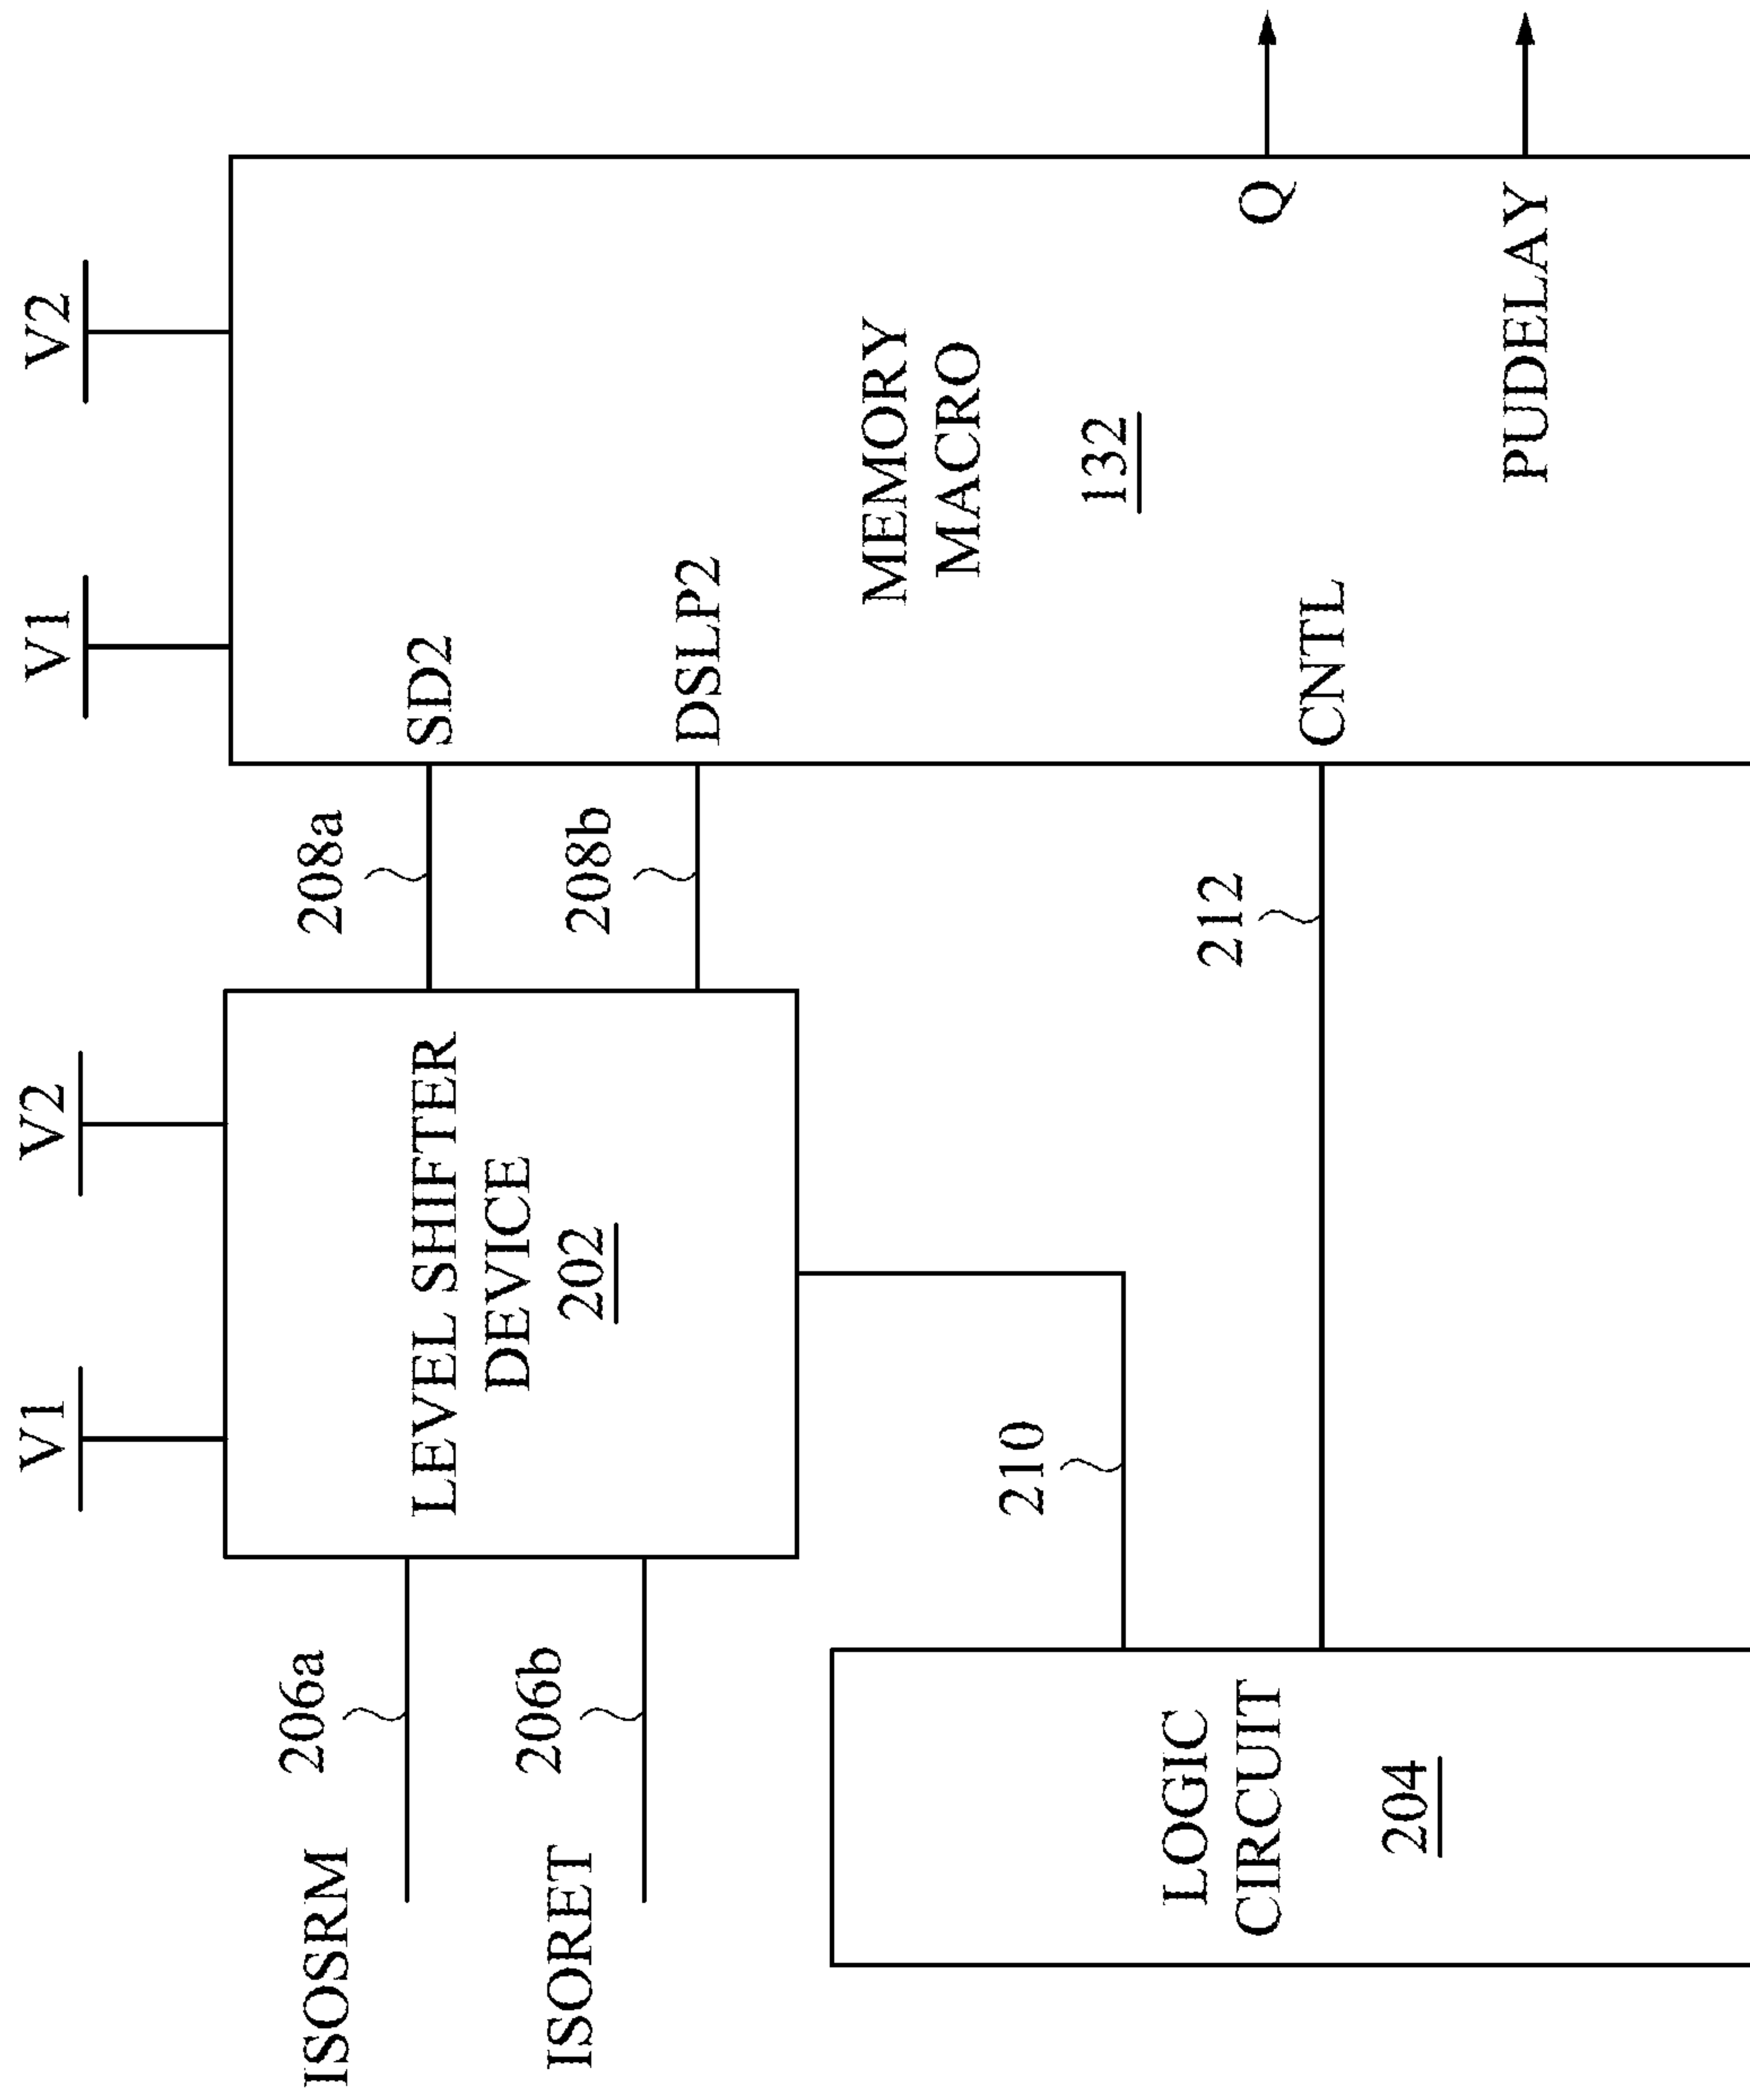 V1
V2
V1
V2
ISOSRM
206a
LEVEL SHIFTER
DEVICE
202
208a
SD2
ISORET
206b
208b
DSLP2
MEMORY
MACRO
132
210
LOGIC
CIRCUIT
204
212
CNTL
Q
PUDELAY